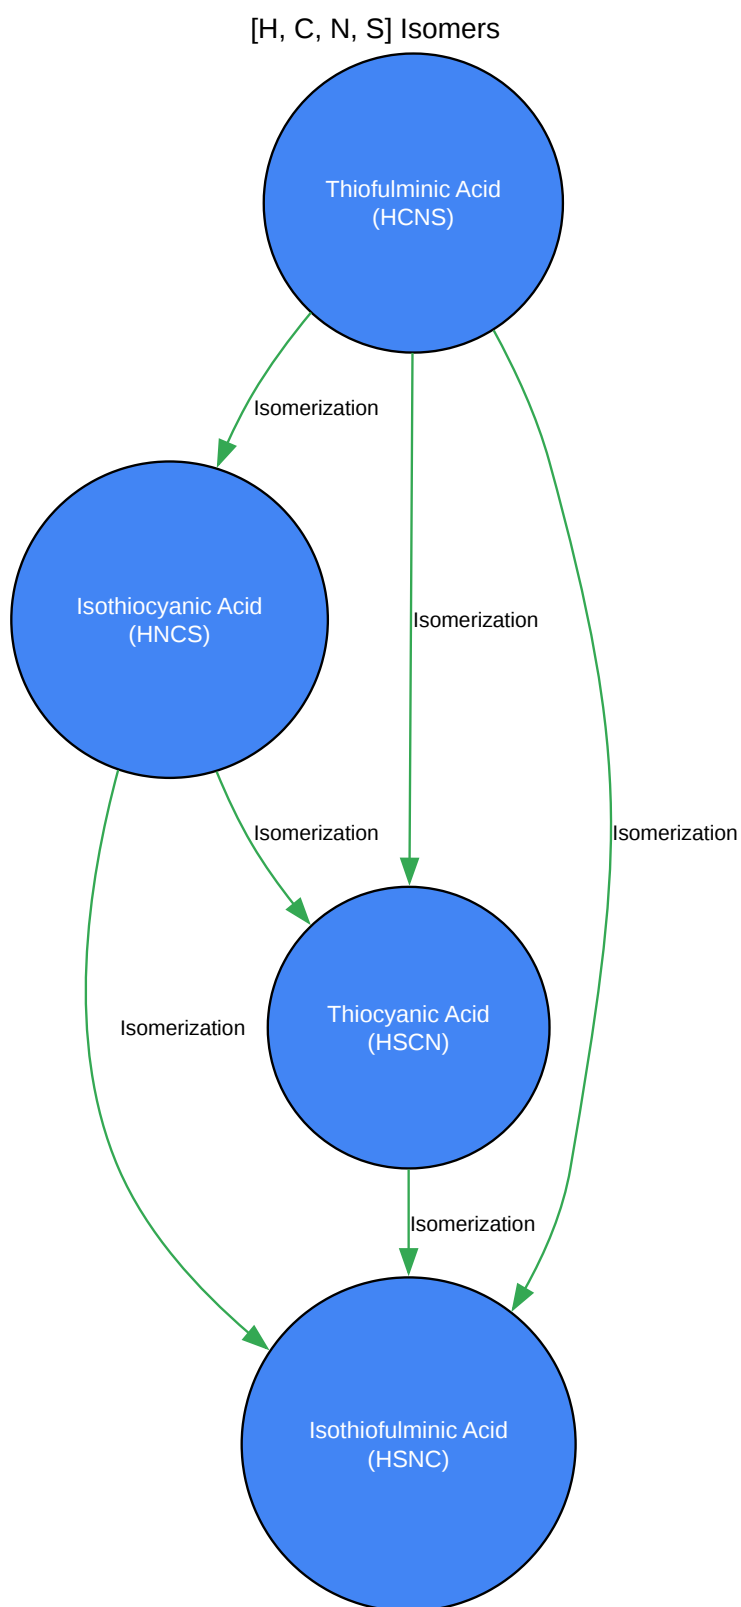 [H, C, N, S] Isomers
Thiofulminic Acid
(HCNS)
Isomerization
Isothiocyanic Acid
(HNCS)
Isomerization
Isomerization
Isomerization
Thiocyanic Acid
(HSCN)
Isomerization
Isomerization
Isothiofulminic Acid
(HSNC)